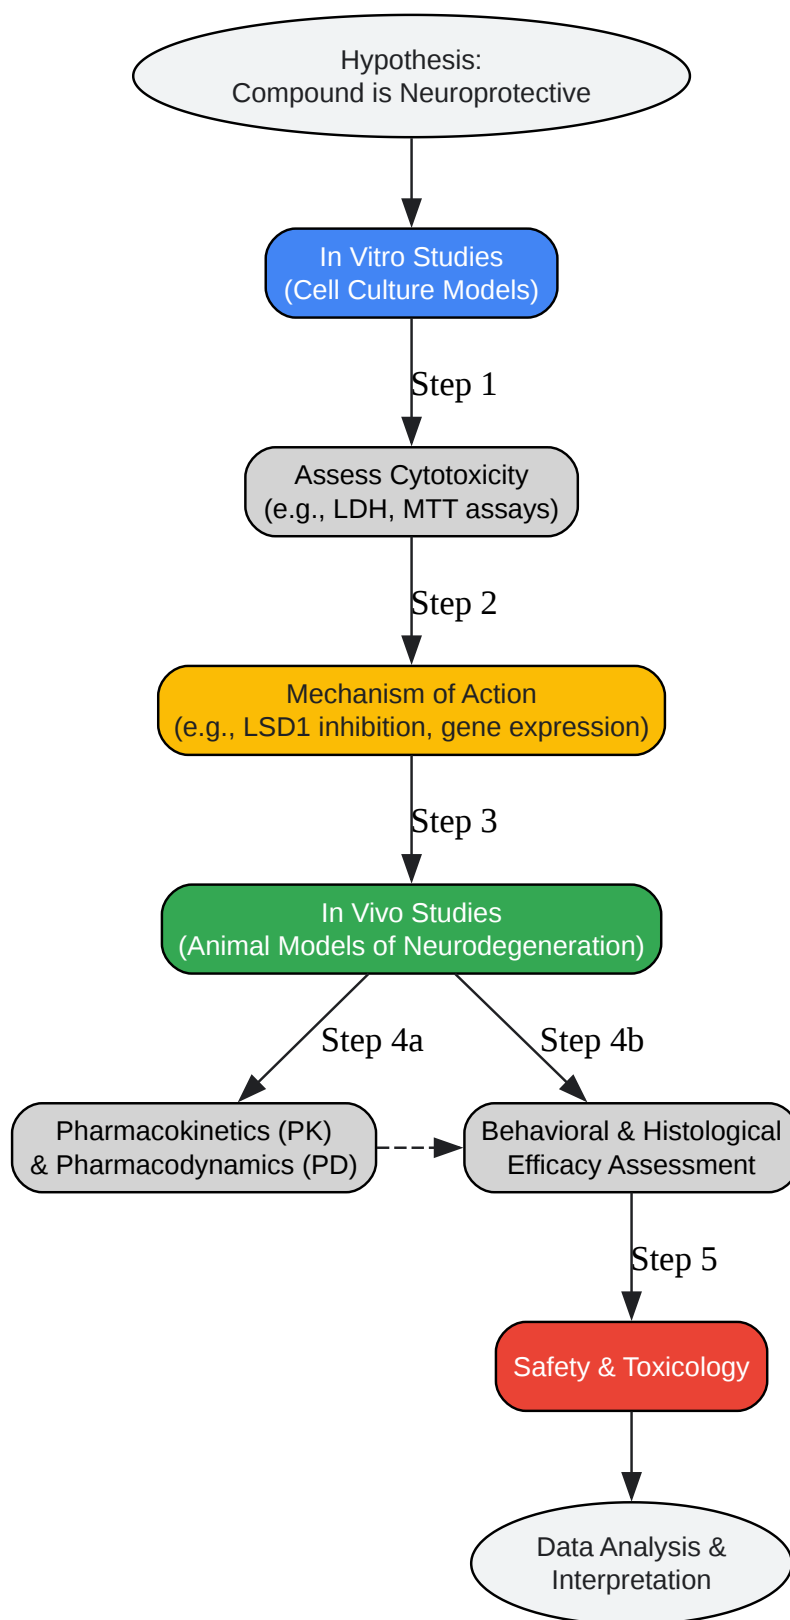 Hypothesis:
Compound is Neuroprotective
In Vitro Studies
(Cell Culture Models)
Step 1
Assess Cytotoxicity
(e.g., LDH, MTT assays)
Step 2
Mechanism of Action
(e.g., LSD1 inhibition, gene expression)
Step 3
In Vivo Studies
(Animal Models of Neurodegeneration)
Step 4a
Step 4b
Pharmacokinetics (PK)
& Pharmacodynamics (PD)
Behavioral & Histological
Efficacy Assessment
Step 5
Safety & Toxicology
Data Analysis &
Interpretation